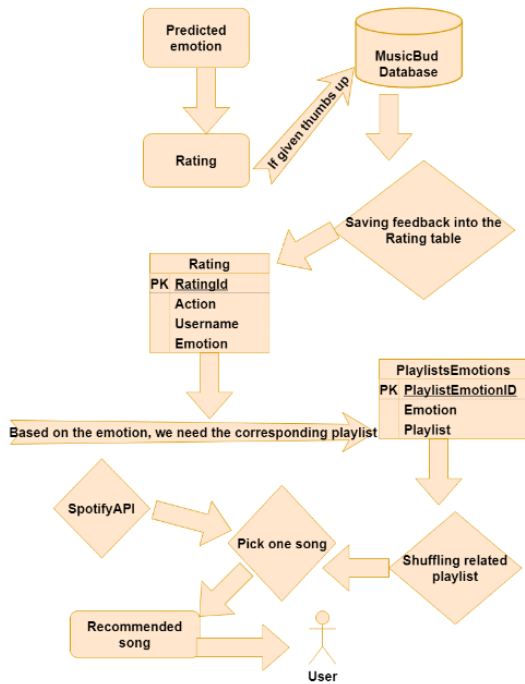 Predicted
emotion
MusicBud
Database
Rating
If given thumbs up
Saving feedback into the
Rating table
Rating
PK RatingId
Action
Username
Emotion
PlaylistsEmotions
PK PlaylistEmotionID
Emotion
Playlist
Based on the emotion, we need the corresponding playlist
SpotifyAPI
Pick one song
Shuffling related
playlist
Recommended
song
User